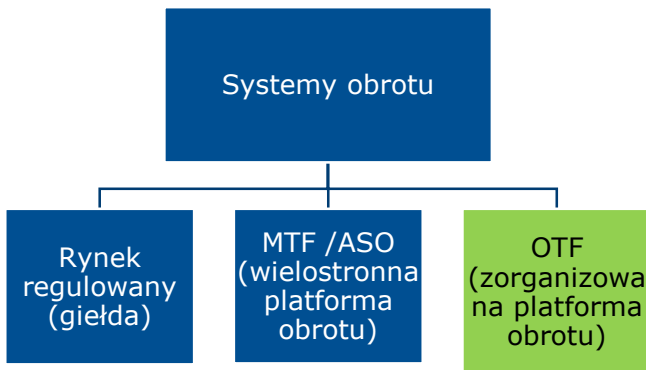 Systemy obrotu
Rynek
regulowany
(giełda)
MTF /ASO
(wielostronna
platforma
obrotu)
OTF
(zorganizowa
na platforma
obrotu)